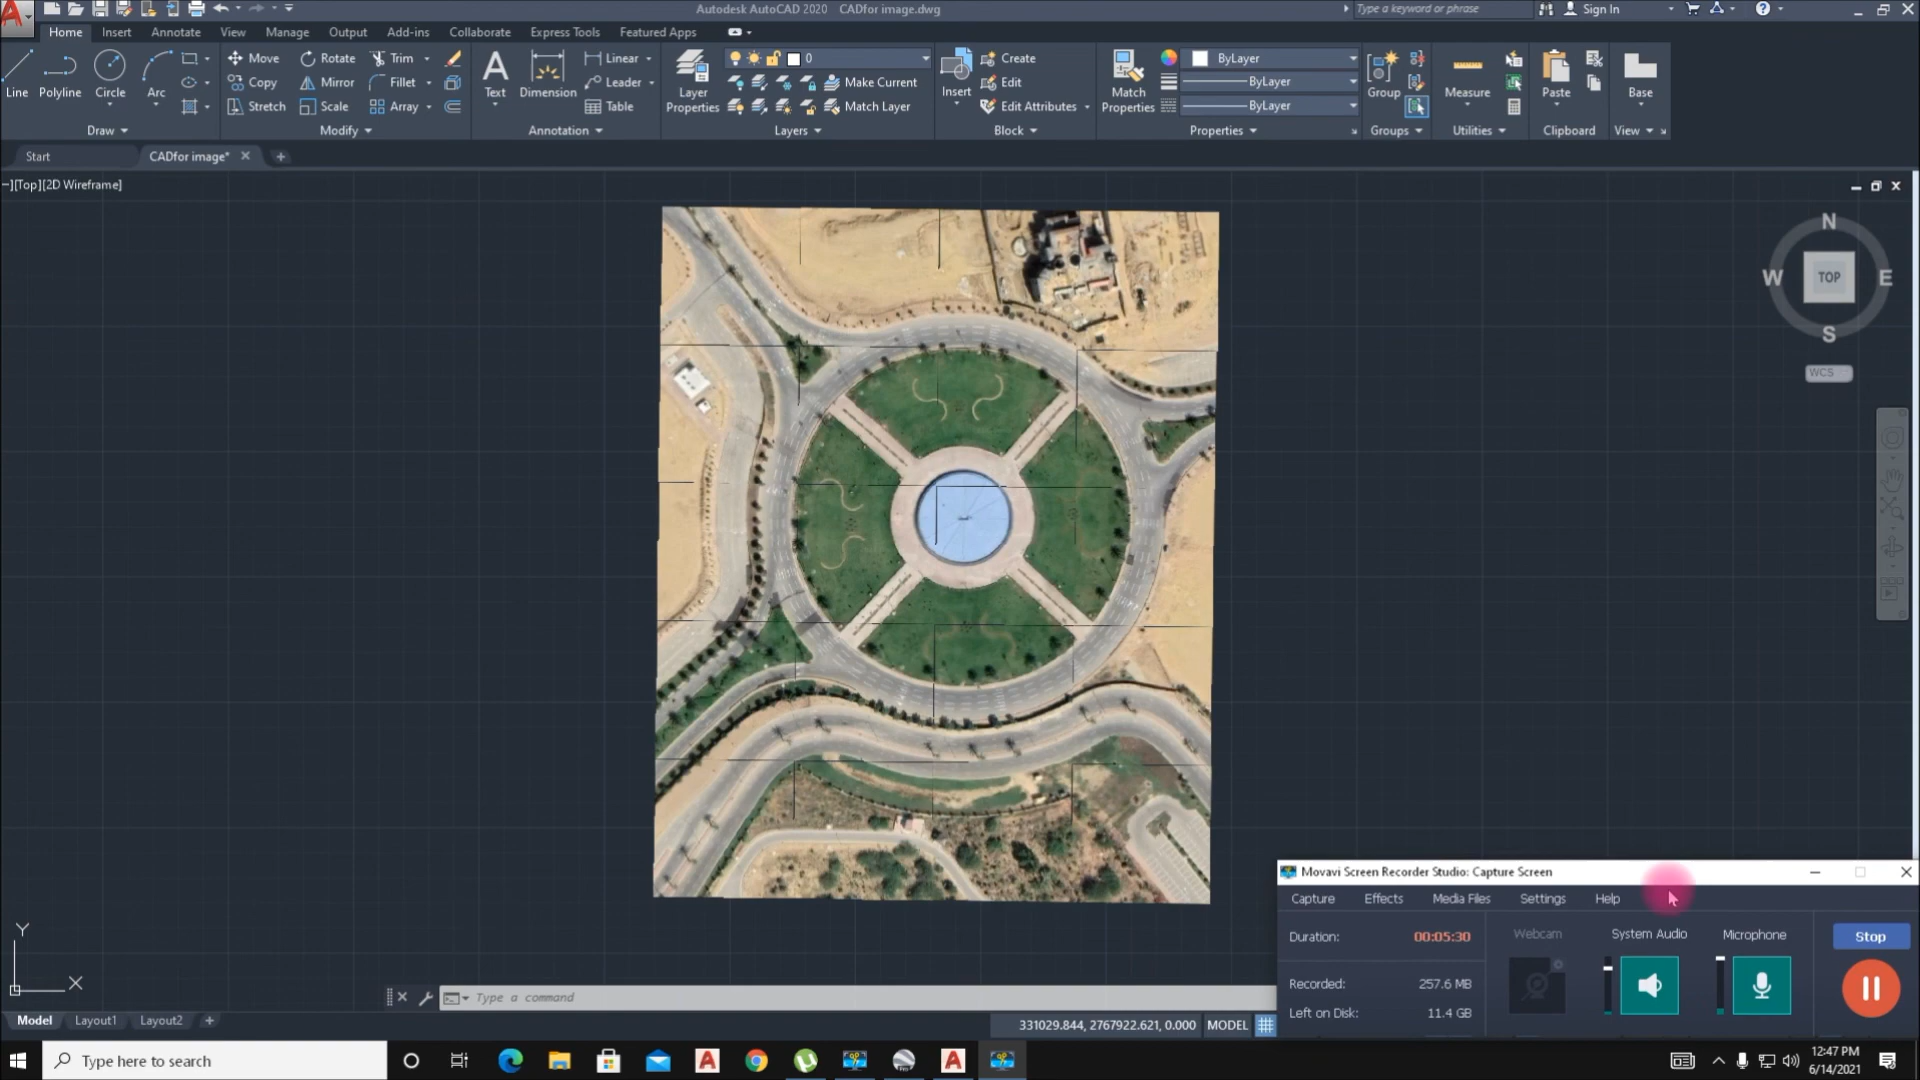 Autodesk AutoCAD 2020 CADfor image.dwg
Type a keyword or phrase
Sign In
Home Insert Annotate View Manage Output Add-ins Collaborate Express Tools Featured Apps
Line Polyline Circle Arc
Move Rotate Trim
Copy Mirror Fillet
Stretch Scale Array
Text Dimension
Linear
Leader
Table
Layer Properties
0
Make Current
Match Layer
Insert
Create
Edit
Edit Attributes
Match Properties
ByLayer
ByLayer
ByLayer
Group
Measure
Paste
Base
Draw Modify Annotation Layers Block Properties Groups Utilities Clipboard View
Start CADfor image*
−][Top][2D Wireframe]
N
W TOP E
S
WCS
Y
X
Type a command
Model Layout1 Layout2
331029.844, 2767922.621, 0.000 MODEL
Movavi Screen Recorder Studio: Capture Screen
Capture Effects Media Files Settings Help
Duration: 00:05:30
Webcam System Audio Microphone
Stop
Recorded: 257.6 MB
Left on Disk: 11.4 GB
Type here to search
12:47 PM
6/14/2021